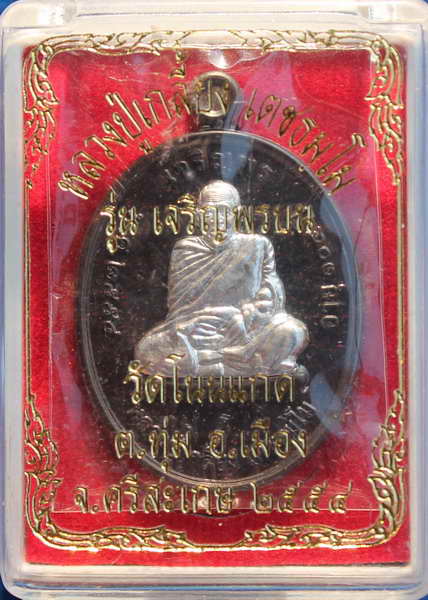 หลวงปู่เกลี้ยง เตชธมฺโม
รุ่น เจริญพรบน
วัดโนนแกด
ต.ทุ่ม อ.เมือง
จ.ศรีสะเกษ ๒๕๕๔